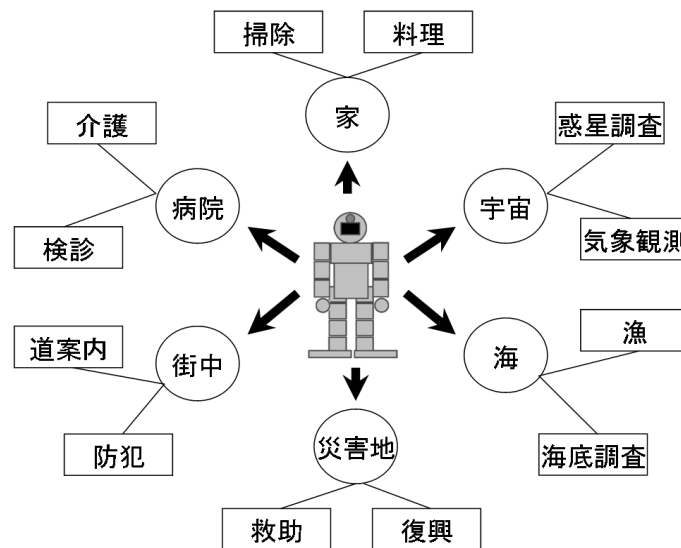 掃除
料理
家
介護
惑星調査
病院
宇宙
検診
気象観測
道案内
漁
街中
海
防犯
災害地
海底調査
救助
復興